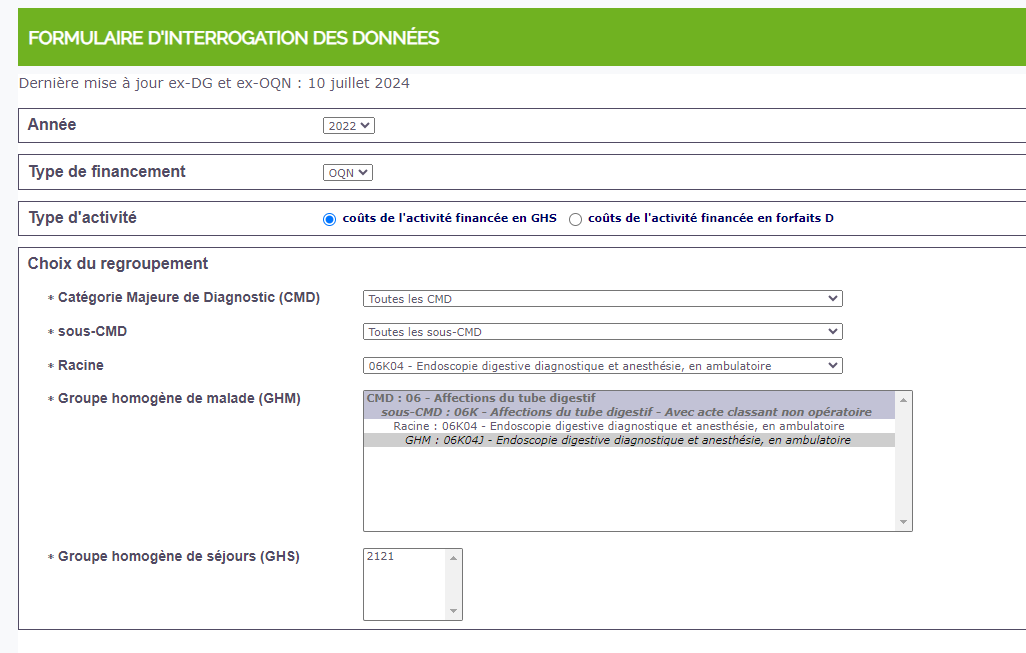 FORMULAIRE D'INTERROGATION DES DONNÉES
Dernière mise à jour ex-DG et ex-OQN : 10 juillet 2024
Année 2022
Type de financement OQN
Type d'activité coûts de l'activité financée en GHS coûts de l'activité financée en forfaits D
Choix du regroupement
* Catégorie Majeure de Diagnostic (CMD) Toutes les CMD
* sous-CMD Toutes les sous-CMD
* Racine 06K04 - Endoscopie digestive diagnostique et anesthésie, en ambulatoire
* Groupe homogène de malade (GHM) CMD : 06 - Affections du tube digestif
sous-CMD : 06K - Affections du tube digestif - Avec acte classant non opératoire
Racine : 06K04 - Endoscopie digestive diagnostique et anesthésie, en ambulatoire
GHM : 06K04J - Endoscopie digestive diagnostique et anesthésie, en ambulatoire
* Groupe homogène de séjours (GHS) 2121